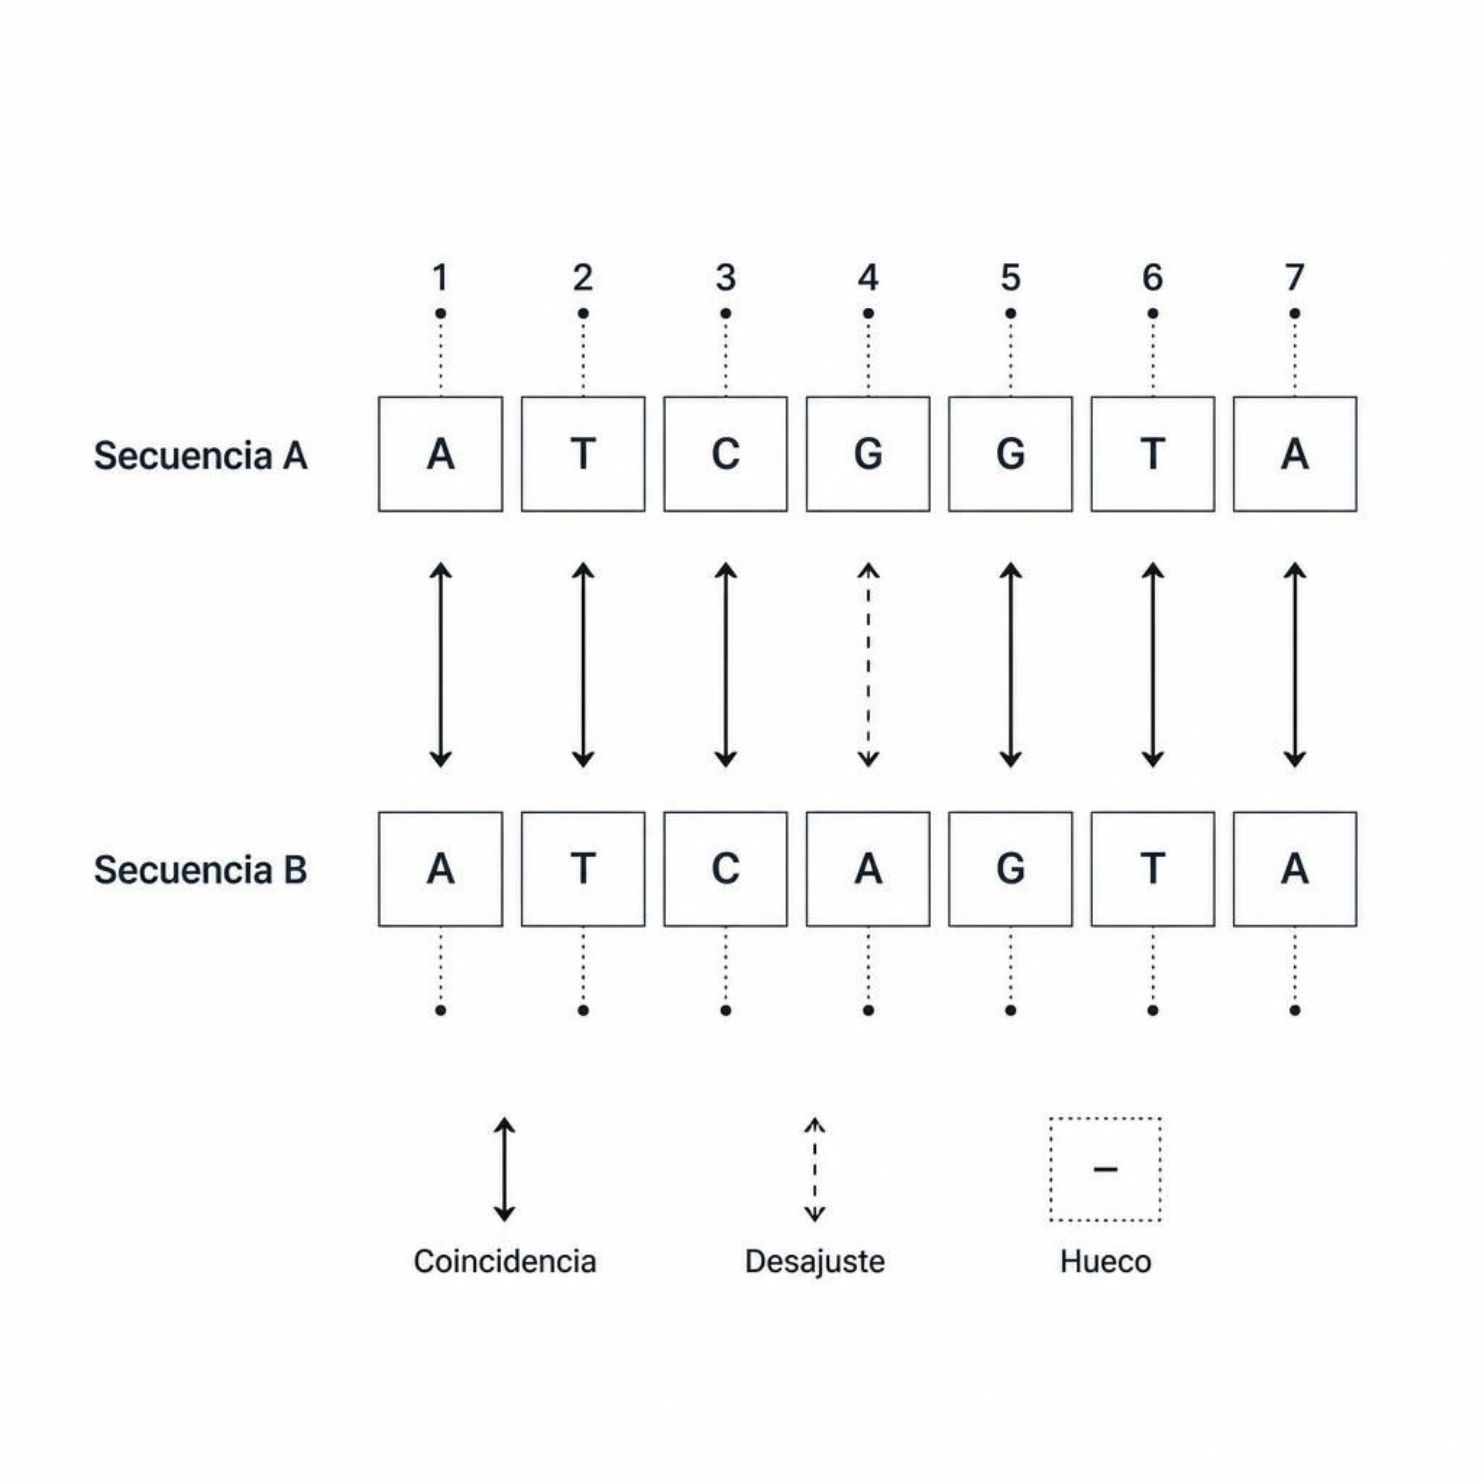 1 2 3 4 5 6 7
Secuencia A A T C G G T A
Secuencia B A T C A G T A
–
Coincidencia Desajuste Hueco